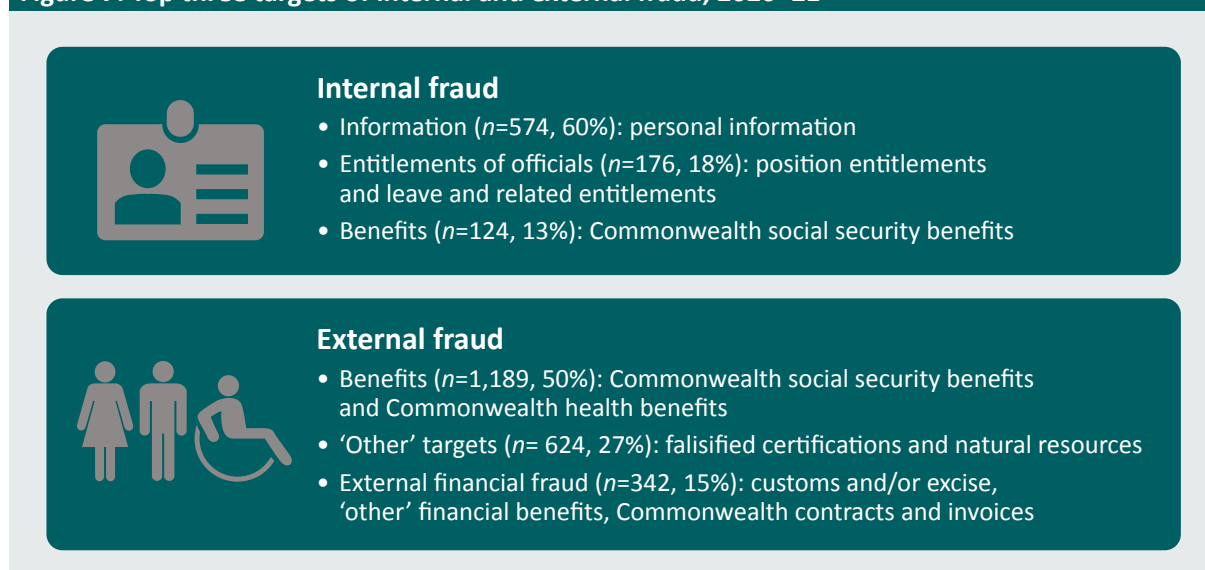 Internal fraud
• Information (n=574, 60%): personal information
• Entitlements of officials (n=176, 18%): position entitlements
and leave and related entitlements
• Benefits (n=124, 13%): Commonwealth social security benefits
External fraud
• Benefits (n=1,189, 50%): Commonwealth social security benefits
and Commonwealth health benefits
• ‘Other’ targets (n= 624, 27%): falisified certifications and natural resources
• External financial fraud (n=342, 15%): customs and/or excise,
‘other’ financial benefits, Commonwealth contracts and invoices